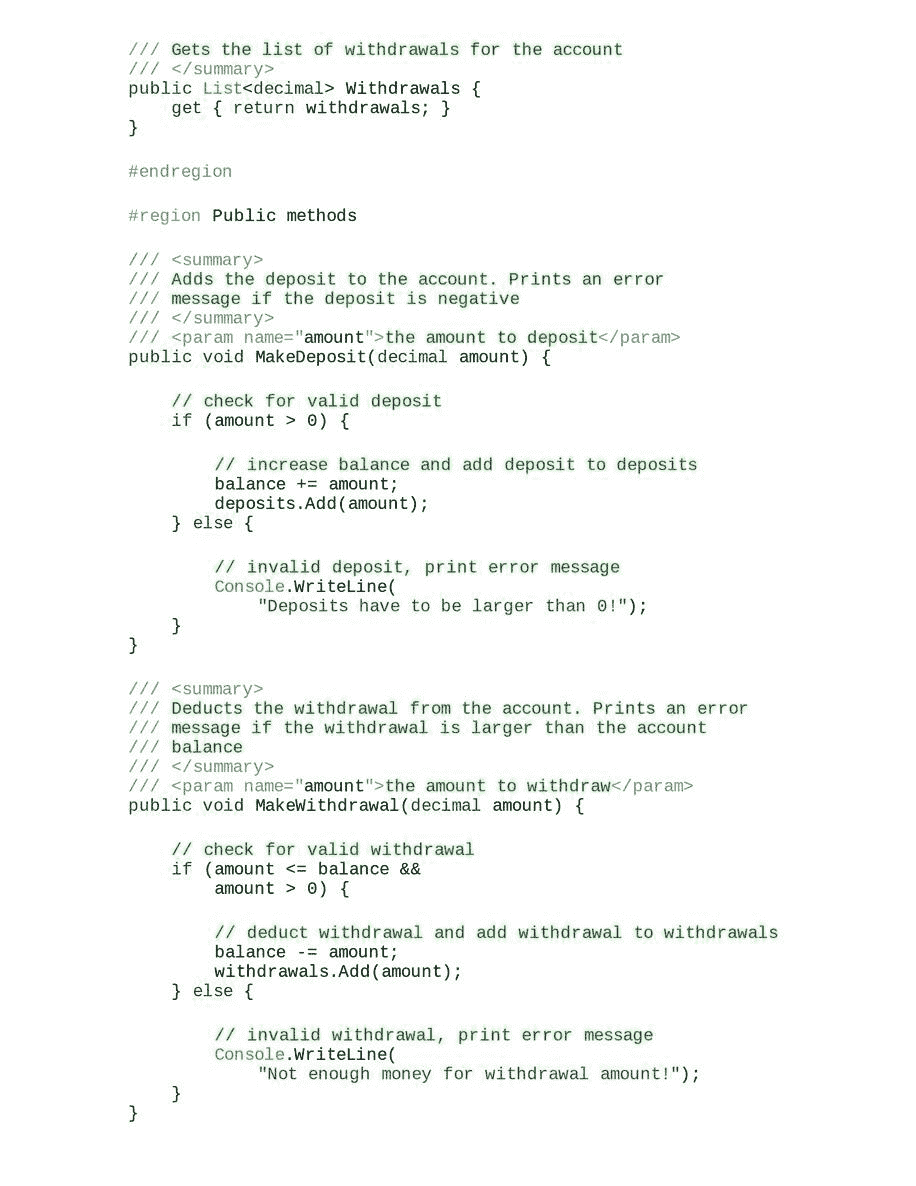 /// Gets the list of withdrawals for the account
/// </summary>
public List<decimal> Withdrawals {
    get { return withdrawals; }
}

#endregion

#region Public methods

/// <summary>
/// Adds the deposit to the account. Prints an error
/// message if the deposit is negative
/// </summary>
/// <param name="amount">the amount to deposit</param>
public void MakeDeposit(decimal amount) {

    // check for valid deposit
    if (amount > 0) {

        // increase balance and add deposit to deposits
        balance += amount;
        deposits.Add(amount);
    } else {

        // invalid deposit, print error message
        Console.WriteLine(
            "Deposits have to be larger than 0!");
    }
}

/// <summary>
/// Deducts the withdrawal from the account. Prints an error
/// message if the withdrawal is larger than the account
/// balance
/// </summary>
/// <param name="amount">the amount to withdraw</param>
public void MakeWithdrawal(decimal amount) {

    // check for valid withdrawal
    if (amount <= balance &&
        amount > 0) {

        // deduct withdrawal and add withdrawal to withdrawals
        balance -= amount;
        withdrawals.Add(amount);
    } else {

        // invalid withdrawal, print error message
        Console.WriteLine(
            "Not enough money for withdrawal amount!");
    }
}